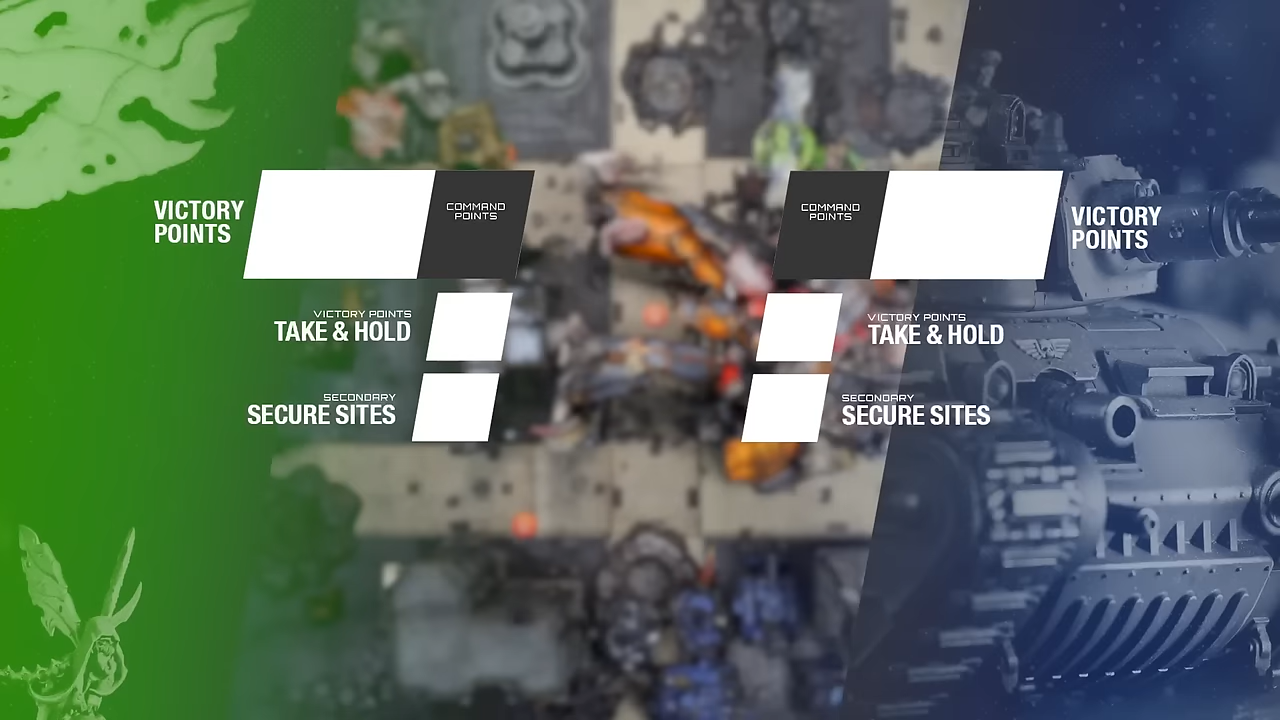 VICTORY
POINTS
COMMAND
POINTS
VICTORY POINTS
TAKE & HOLD
SECONDARY
SECURE SITES
COMMAND
POINTS
VICTORY
POINTS
VICTORY POINTS
TAKE & HOLD
SECONDARY
SECURE SITES